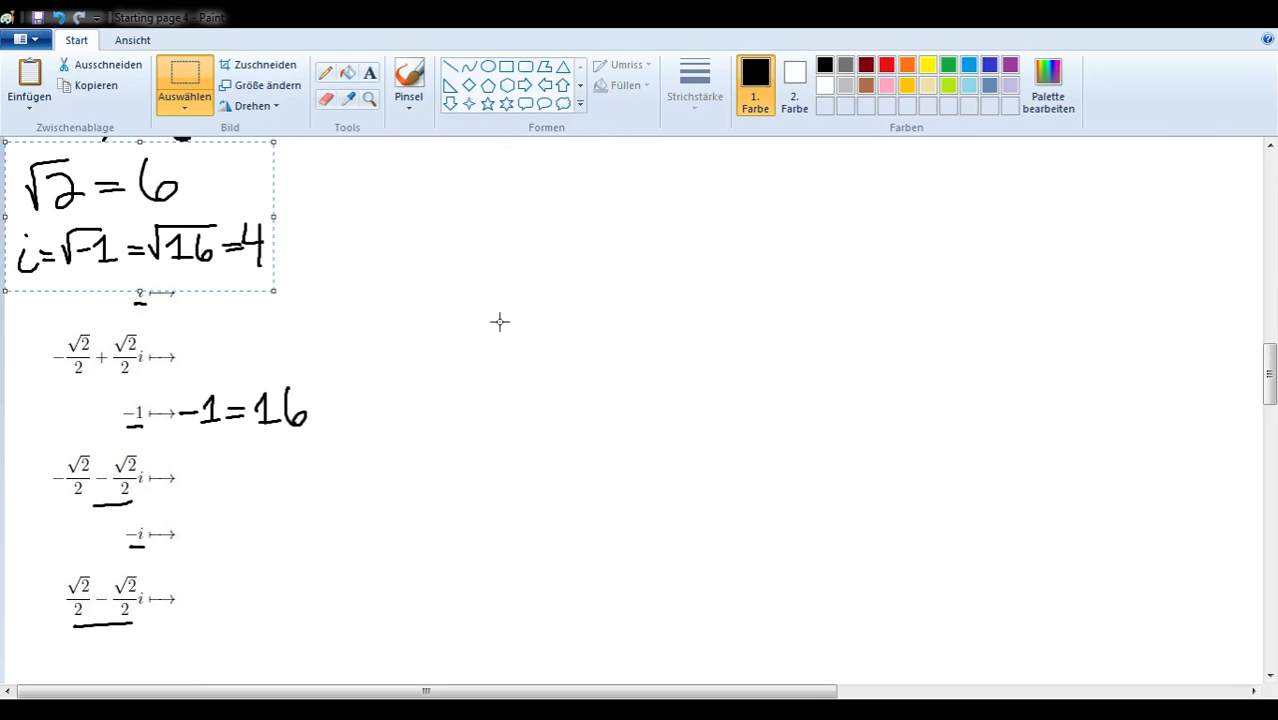 Starting page 4 - Paint
Start Ansicht
Einfügen
Ausschneiden
Kopieren
Zwischenablage
Auswählen
Zuschneiden
Größe ändern
Drehen
Bild
A
Tools
Pinsel
Formen
Umriss
Füllen
Strichstärke
1. Farbe
2. Farbe
Palette bearbeiten
Farben
√2 = 6
i = √-1 = √16 = 4
i ⟼
-√2/2 + √2/2 i ⟼
-1 ⟼ -1 = 16
-√2/2 - √2/2 i ⟼
-i ⟼
√2/2 - √2/2 i ⟼